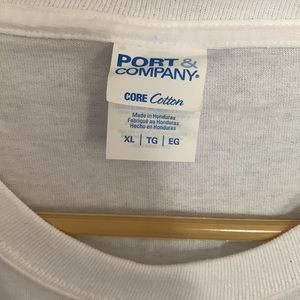 PORT &
COMPANY®
CORE Cotton
Made in Honduras
Fabriqué au Honduras
Hecho en Honduras
XL | TG | EG